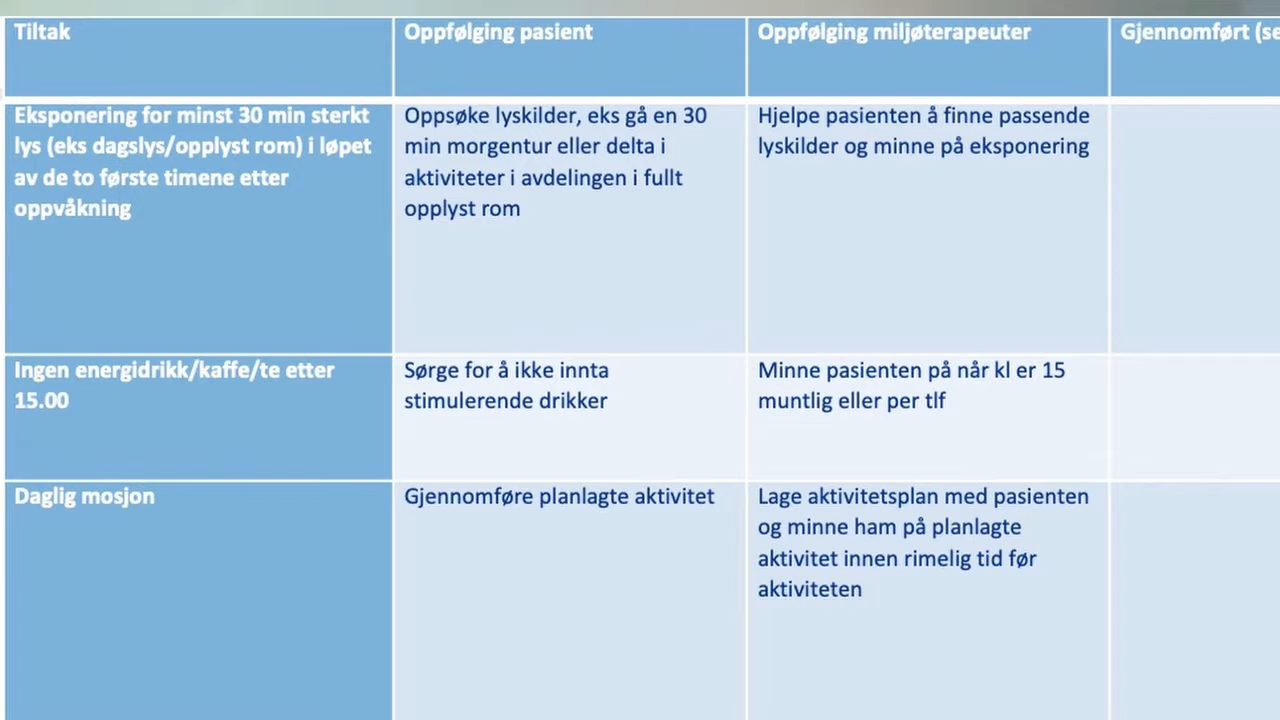 Tiltak
Oppfølging pasient
Oppfølging miljøterapeuter
Gjennomført (se
Eksponering for minst 30 min sterkt
lys (eks dagslys/opplyst rom) i løpet
av de to første timene etter
oppvåkning
Oppsøke lyskilder, eks gå en 30
min morgentur eller delta i
aktiviteter i avdelingen i fullt
opplyst rom
Hjelpe pasienten å finne passende
lyskilder og minne på eksponering
Ingen energidrikk/kaffe/te etter
15.00
Sørge for å ikke innta
stimulerende drikker
Minne pasienten på når kl er 15
muntlig eller per tlf
Daglig mosjon
Gjennomføre planlagte aktivitet
Lage aktivitetsplan med pasienten
og minne ham på planlagte
aktivitet innen rimelig tid før
aktiviteten